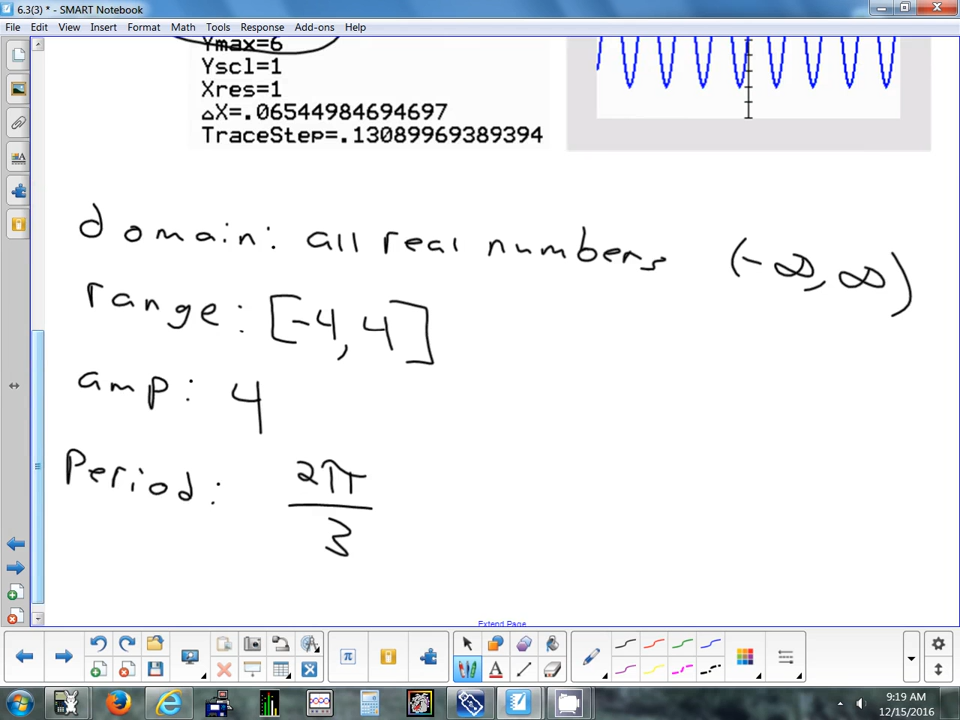 6.3(3) * - SMART Notebook
File Edit View Insert Format Math Tools Response Add-ons Help
Ymax=6
Yscl=1
Xres=1
△X=.06544984694697
TraceStep=.13089969389394
domain: all real numbers (-∞, ∞)
range: [-4, 4]
amp: 4
Period: 2π
3
Extend Page
π
A
9:19 AM
12/15/2016